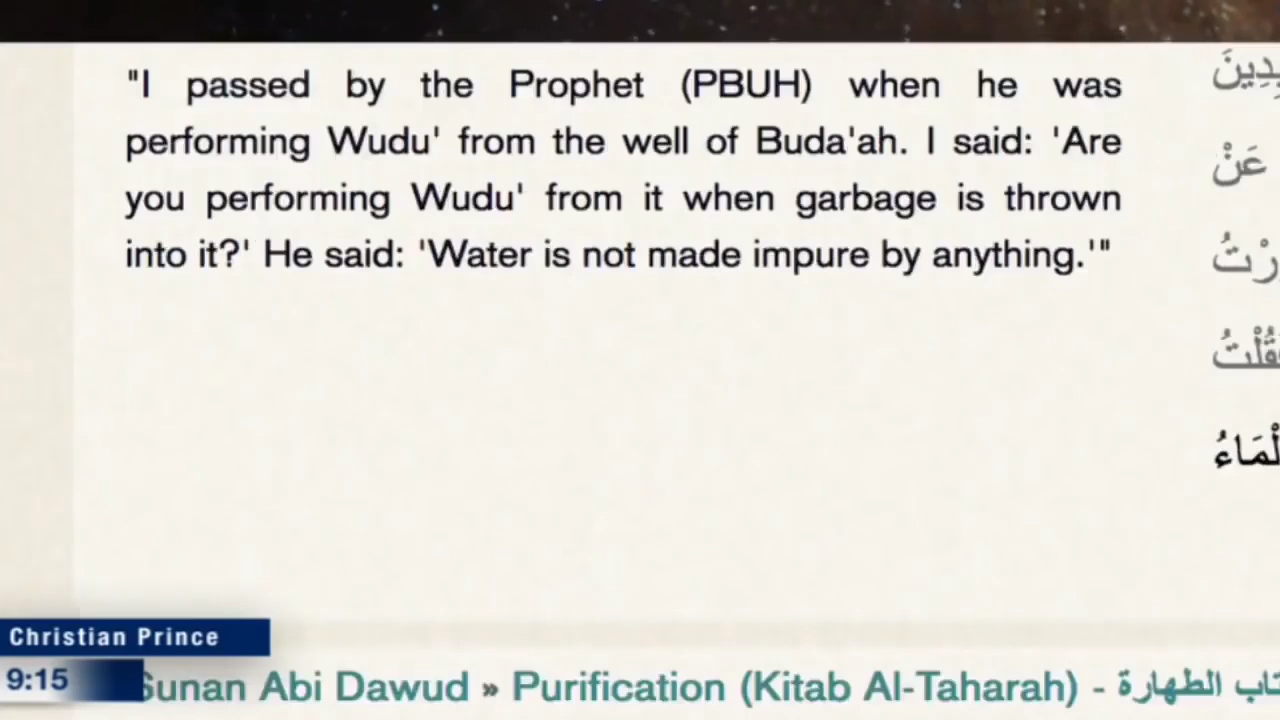 "I passed by the Prophet (PBUH) when he was
performing Wudu' from the well of Buda'ah. I said: 'Are
you performing Wudu' from it when garbage is thrown
into it?' He said: 'Water is not made impure by anything.'"
عَنْ
Christian Prince
9:15
Sunan Abi Dawud » Purification (Kitab Al-Taharah) - كتاب الطهارة